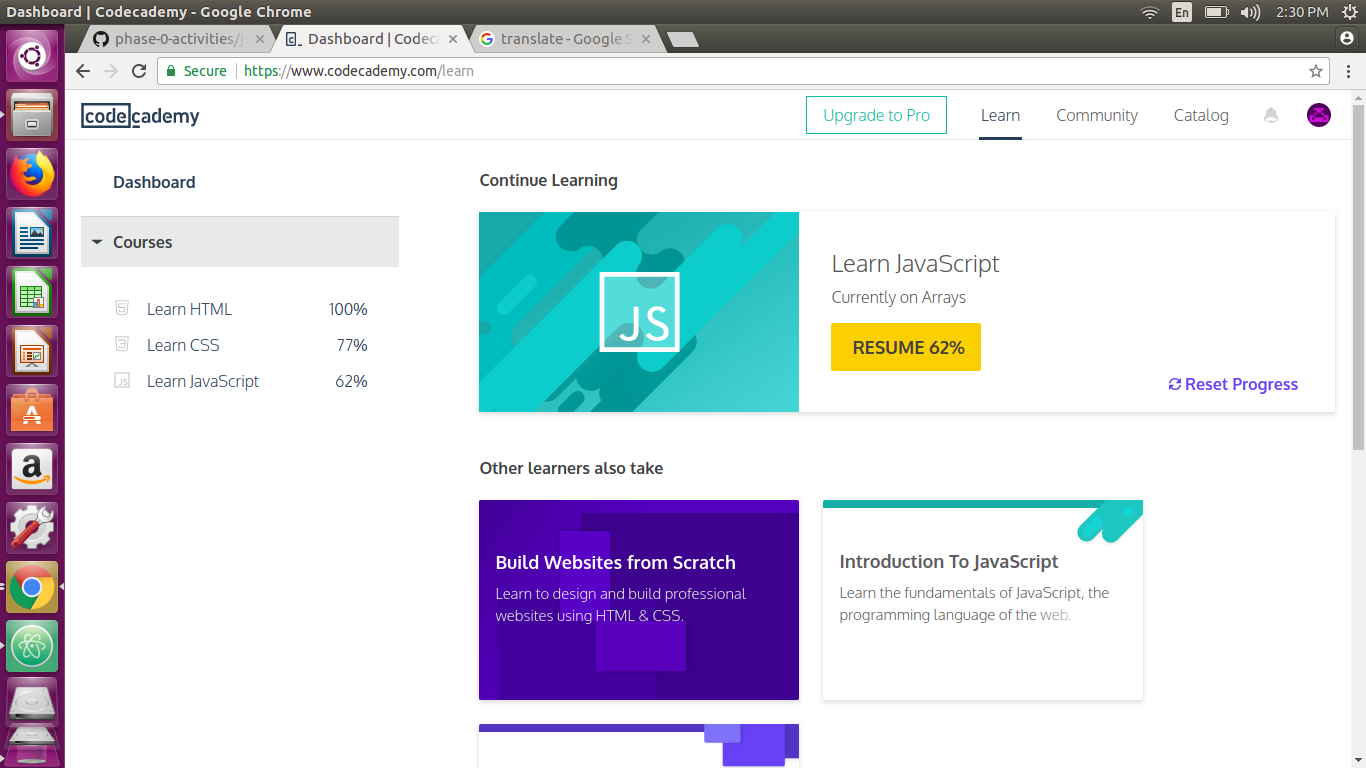 Dashboard | Codecademy - Google Chrome
En
2:30 PM
phase-0-activities/j
Dashboard | Codec
translate - Google S
Secure
https://www.codecademy.com/learn
codecademy
Upgrade to Pro
Learn
Community
Catalog
Dashboard
Courses
Learn HTML 100%
Learn CSS 77%
Learn JavaScript 62%
Continue Learning
JS
Learn JavaScript
Currently on Arrays
RESUME 62%
Reset Progress
Other learners also take
Build Websites from Scratch
Learn to design and build professional
websites using HTML & CSS.
Introduction To JavaScript
Learn the fundamentals of JavaScript, the
programming language of the web.